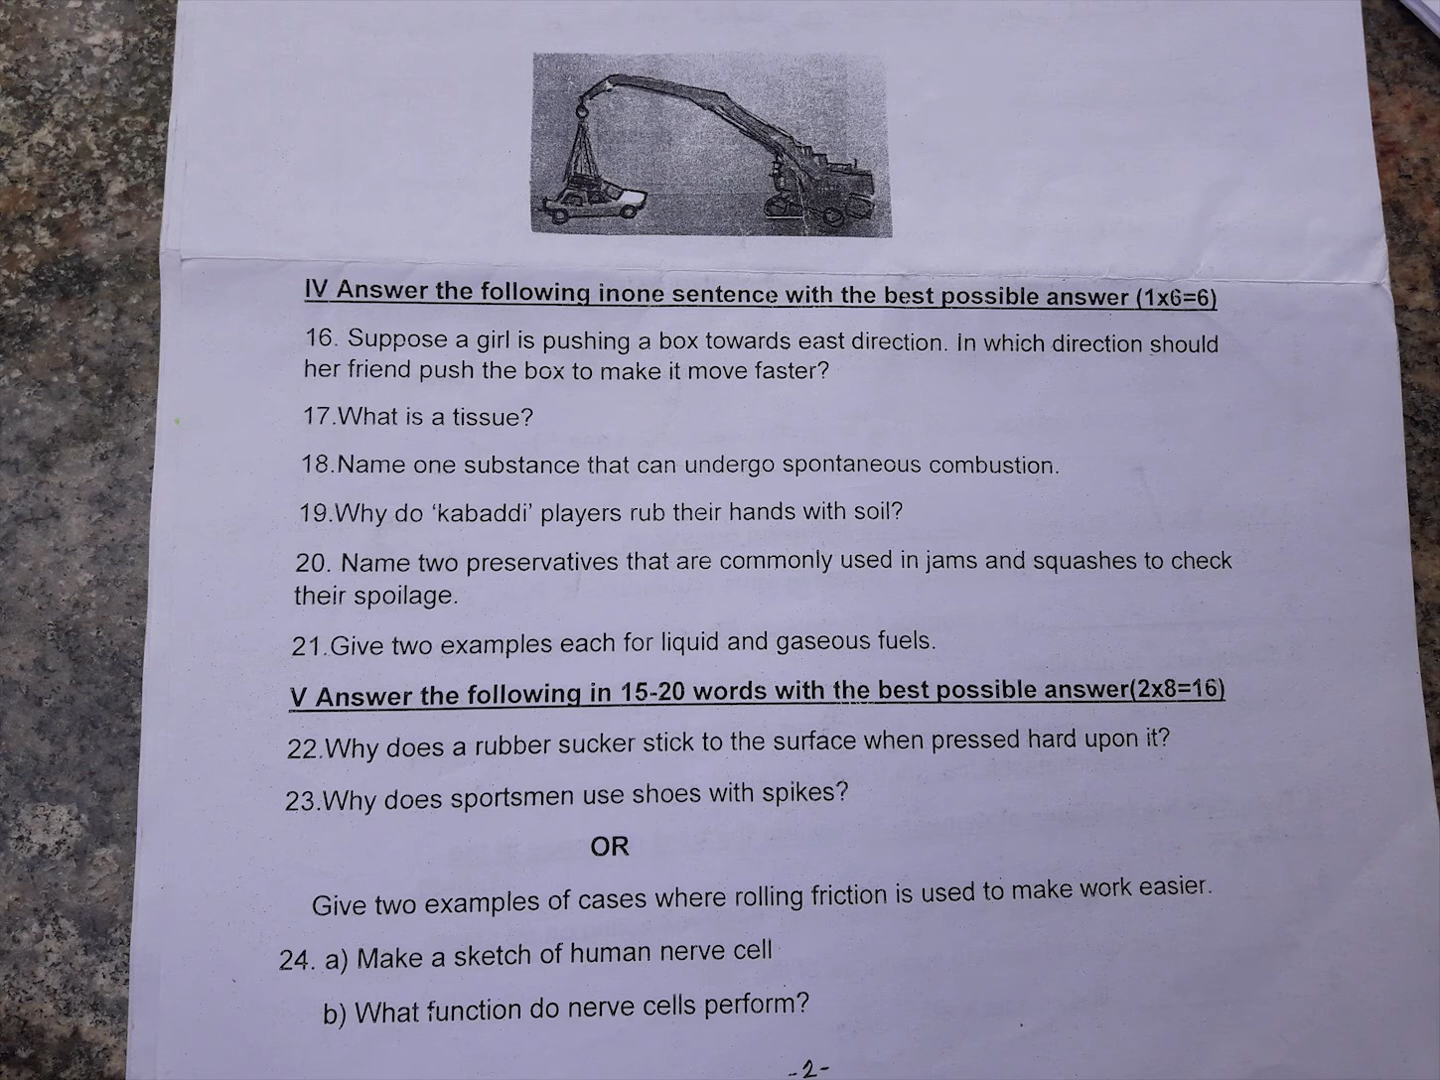 IV Answer the following inone sentence with the best possible answer (1x6=6)
16. Suppose a girl is pushing a box towards east direction. In which direction should
her friend push the box to make it move faster?
17.What is a tissue?
18.Name one substance that can undergo spontaneous combustion.
19.Why do ‘kabaddi’ players rub their hands with soil?
20. Name two preservatives that are commonly used in jams and squashes to check
their spoilage.
21.Give two examples each for liquid and gaseous fuels.
V Answer the following in 15-20 words with the best possible answer(2x8=16)
22.Why does a rubber sucker stick to the surface when pressed hard upon it?
23.Why does sportsmen use shoes with spikes?
OR
Give two examples of cases where rolling friction is used to make work easier.
24. a) Make a sketch of human nerve cell
b) What function do nerve cells perform?
-2-